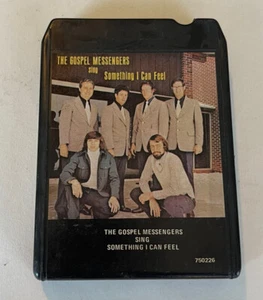 THE GOSPEL MESSENGERS
sing
Something I Can Feel
THE GOSPEL MESSENGERS
SING
SOMETHING I CAN FEEL
750226